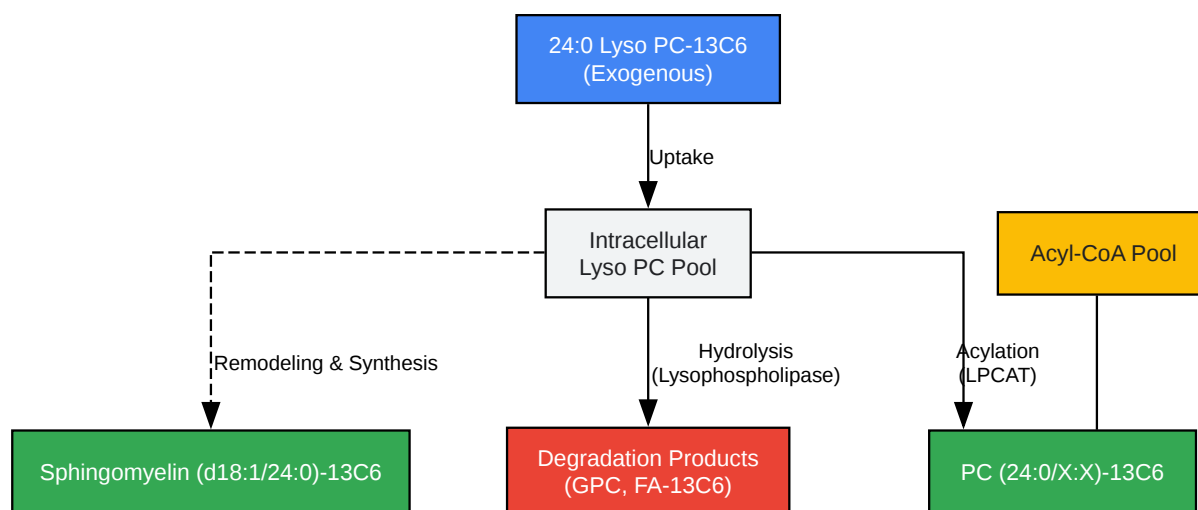 24:0 Lyso PC-13C6
(Exogenous)
Uptake
Intracellular
Lyso PC Pool
Acyl-CoA Pool
Remodeling & Synthesis
Hydrolysis
(Lysophospholipase)
Acylation
(LPCAT)
Sphingomyelin (d18:1/24:0)-13C6
Degradation Products
(GPC, FA-13C6)
PC (24:0/X:X)-13C6